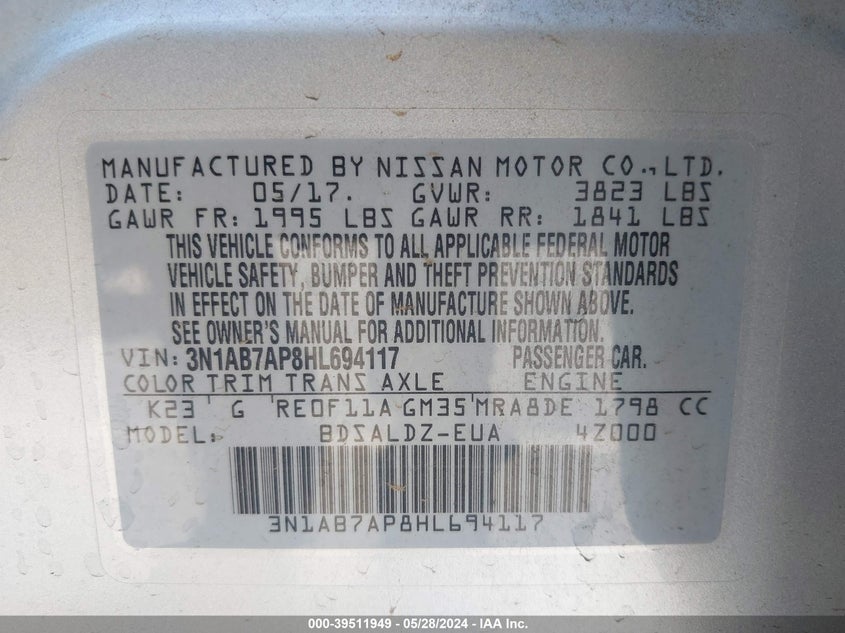 MANUFACTURED BY NISSAN MOTOR CO., LTD.
DATE: 05/17. GVWR: 3823 LBS
GAWR FR: 1995 LBS GAWR RR: 1841 LBS
THIS VEHICLE CONFORMS TO ALL APPLICABLE FEDERAL MOTOR
VEHICLE SAFETY, BUMPER AND THEFT PREVENTION STANDARDS
IN EFFECT ON THE DATE OF MANUFACTURE SHOWN ABOVE.
SEE OWNER'S MANUAL FOR ADDITIONAL INFORMATION.
VIN: 3N1AB7AP8HL694117 PASSENGER CAR.
COLOR TRIM TRANS AXLE ENGINE
K23 G RE0F11A GM35 MRA8DE 1798 CC
MODEL: BDSALDZ-EUA 4Z000
3N1AB7AP8HL694117
000-39511949 - 05/28/2024 - IAA Inc.